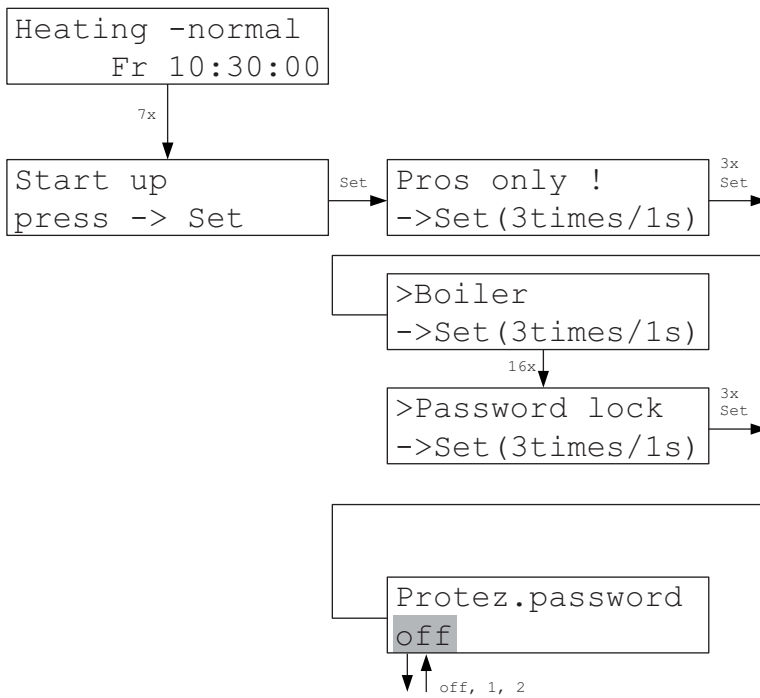 Heating -normal
Fr 10:30:00
7x
Start up
press -> Set
Set
Pros only !
->Set(3times/1s)
3x
Set
>Boiler
->Set(3times/1s)
16x
>Password lock
->Set(3times/1s)
3x
Set
Protez.password
off
off, 1, 2